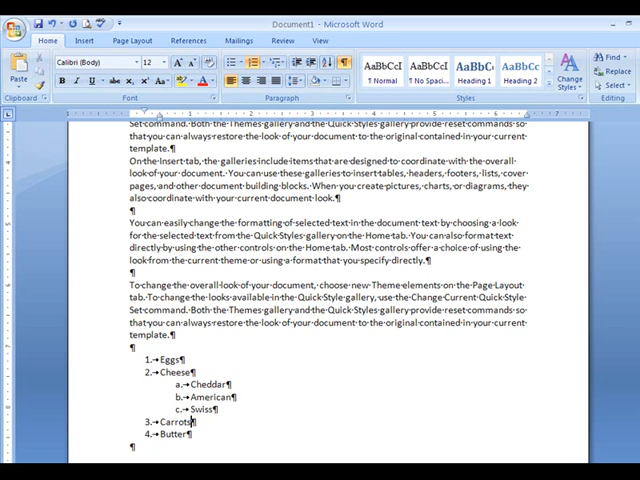 Document1 - Microsoft Word
Home Insert Page Layout References Mailings Review View
Paste
Calibri (Body) 12
Find
Replace
Select
B I U abc x₂ x² Aa
AaBbCcI AaBbCcI AaBbC AaBbCc
¶ Normal ¶ No Spaci... Heading 1 Heading 2
Change
Styles
Clipboard Font Paragraph Styles Editing
1 2 3 4 5 6 7
Set·command.·Both·the·Themes·gallery·and·the·Quick·Styles·gallery·provide·reset·commands·so·
that·you·can·always·restore·the·look·of·your·document·to·the·original·contained·in·your·current·
template.¶
On·the·Insert·tab,·the·galleries·include·items·that·are·designed·to·coordinate·with·the·overall·
look·of·your·document.·You·can·use·these·galleries·to·insert·tables,·headers,·footers,·lists,·cover·
pages,·and·other·document·building·blocks.·When·you·create·pictures,·charts,·or·diagrams,·they·
also·coordinate·with·your·current·document·look.¶
¶
You·can·easily·change·the·formatting·of·selected·text·in·the·document·text·by·choosing·a·look·
for·the·selected·text·from·the·Quick·Styles·gallery·on·the·Home·tab.·You·can·also·format·text·
directly·by·using·the·other·controls·on·the·Home·tab.·Most·controls·offer·a·choice·of·using·the·
look·from·the·current·theme·or·using·a·format·that·you·specify·directly.¶
¶
To·change·the·overall·look·of·your·document,·choose·new·Theme·elements·on·the·Page·Layout·
tab.·To·change·the·looks·available·in·the·Quick·Style·gallery,·use·the·Change·Current·Quick·Style·
Set·command.·Both·the·Themes·gallery·and·the·Quick·Styles·gallery·provide·reset·commands·so·
that·you·can·always·restore·the·look·of·your·document·to·the·original·contained·in·your·current·
template.¶
¶
1.→Eggs¶
2.→Cheese¶
a.→Cheddar¶
b.→American¶
c.→Swiss¶
3.→Carrots¶
4.→Butter¶
¶